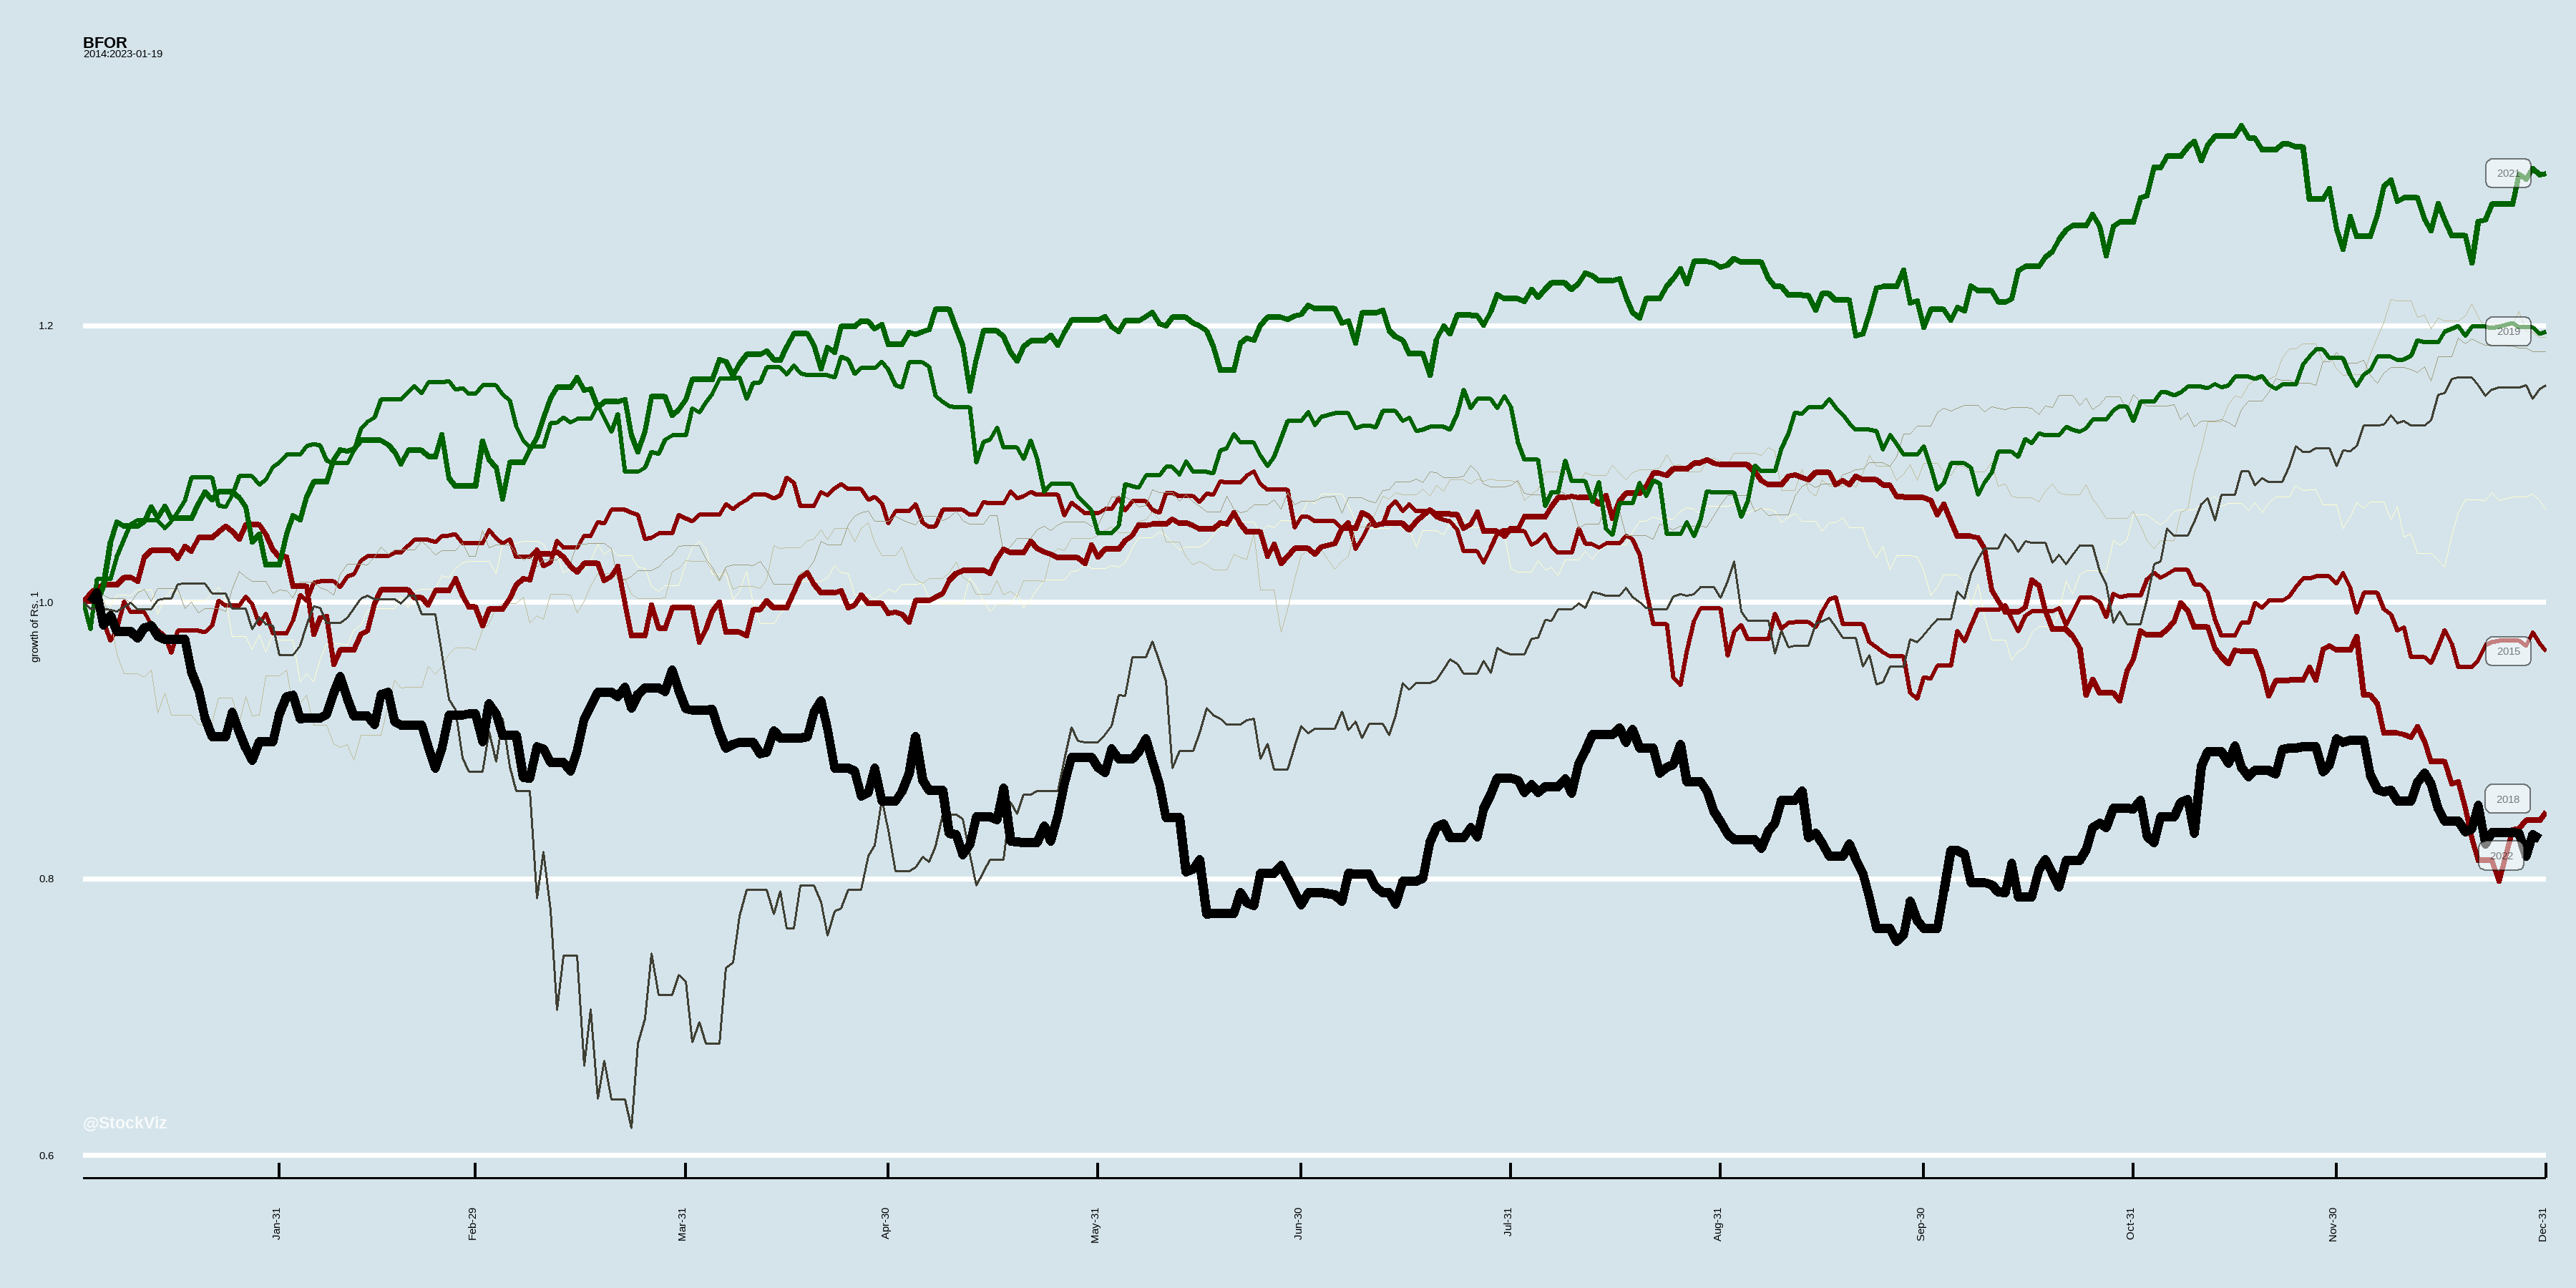 BFOR
2014:2023-01-19
2021
1.2
2019
1.0
growth of Rs. 1
2015
2018
2022
0.8
@StockViz
0.6
Jan-31
Feb-29
Mar-31
Apr-30
May-31
Jun-30
Jul-31
Aug-31
Sep-30
Oct-31
Nov-30
Dec-31